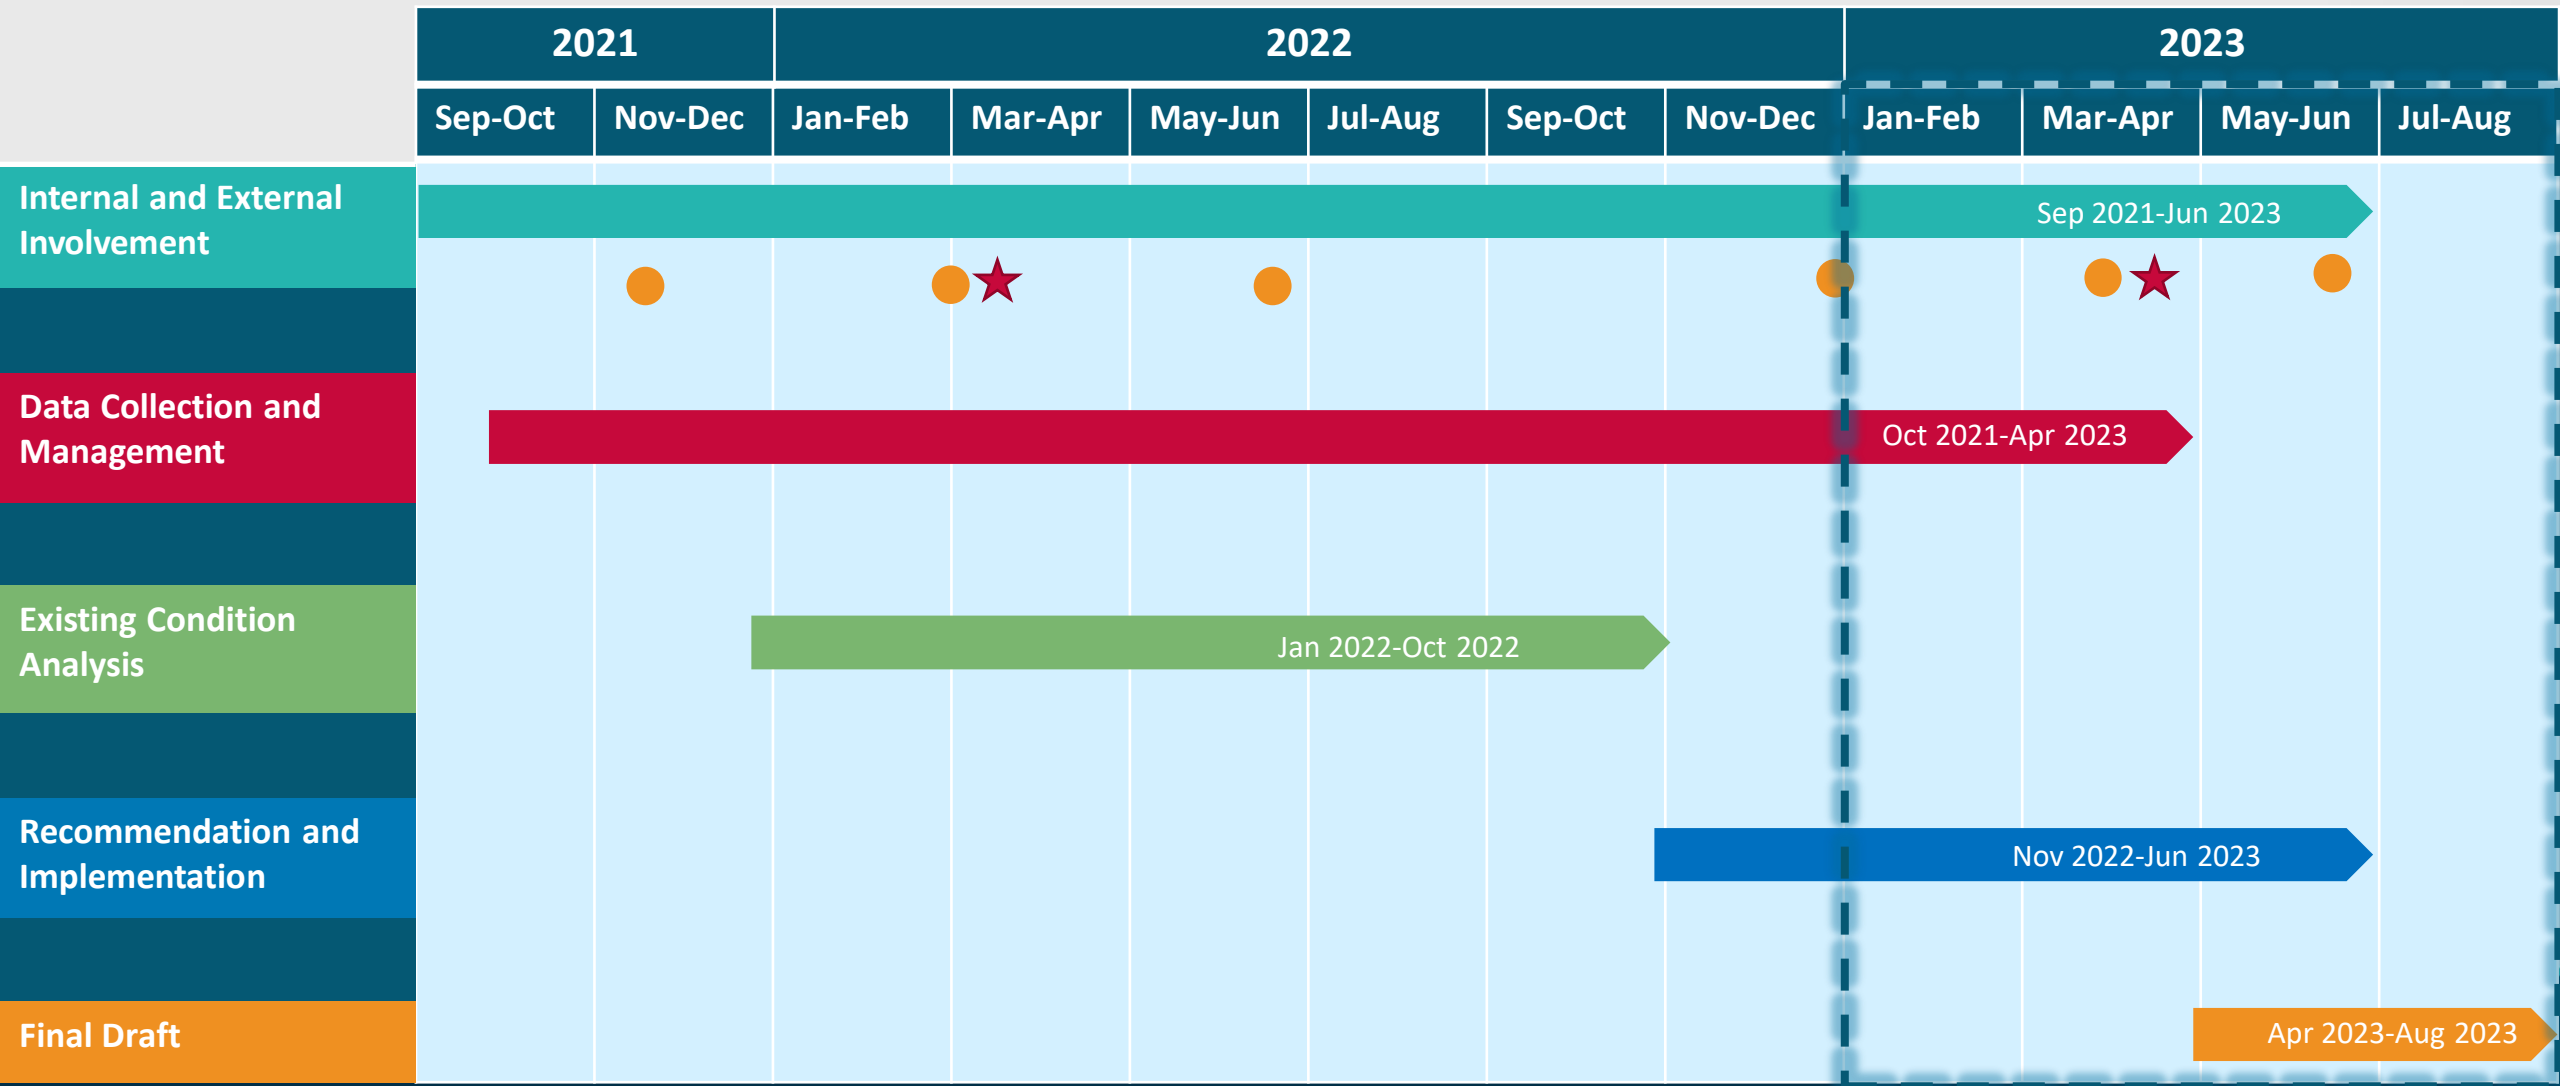 2021 2022 2023
Sep-Oct Nov-Dec Jan-Feb Mar-Apr May-Jun Jul-Aug Sep-Oct Nov-Dec Jan-Feb Mar-Apr May-Jun Jul-Aug
Internal and External
Involvement
Sep 2021-Jun 2023
Data Collection and
Management
Oct 2021-Apr 2023
Existing Condition
Analysis
Jan 2022-Oct 2022
Recommendation and
Implementation
Nov 2022-Jun 2023
Final Draft
Apr 2023-Aug 2023